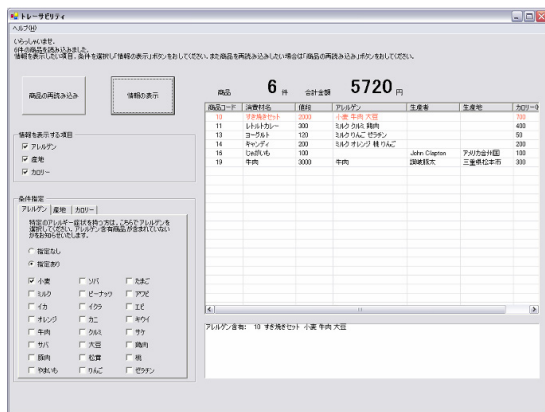 トレーサビリティ
ヘルプ(H)
いらっしゃいませ。
6件の商品を読み込みました。
情報を表示したい項目、条件を選択し「情報の表示」ボタンをおしてください。また商品を再読み込みしたい場合は「商品の再読み込み」ボタンをおしてください。
商品の再読み込み 情報の表示
商品 6 件 合計金額 5720 円
情報を表示する項目
アレルゲン
産地
カロリー
商品コード 消費材名 価段 アレルゲン 生産者 生産地 カロリー
10 すき焼きセット 2000 小麦 牛肉 大豆 700
11 レトルトカレー 300 ミルク クルミ 鶏肉 400
13 ヨーグルト 120 ミルク りんご ゼラチン 50
14 キャンディ 200 ミルク オレンジ 桃 りんご 200
16 じゃがいも 100 John Clapton アメリカ合州国 100
19 牛肉 3000 牛肉 讃岐豚太 三重県松本市 300
条件指定
アレルゲン 産地 カロリー
特定のアレルギー症状を持つ方は、こちらでアレルゲンを
選択してください。アレルゲン含有商品が含まれていない
かをお知らせいたします。
指定なし
指定あり
小麦 ソバ たまご
ミルク ピーナッツ アワビ
イカ イクラ エビ
オレンジ カニ キウイ
牛肉 クルミ サケ
サバ 大豆 鶏肉
豚肉 松茸 桃
やまいも りんご ゼラチン
アレルゲン含有: 10 すき焼きセット 小麦 牛肉 大豆